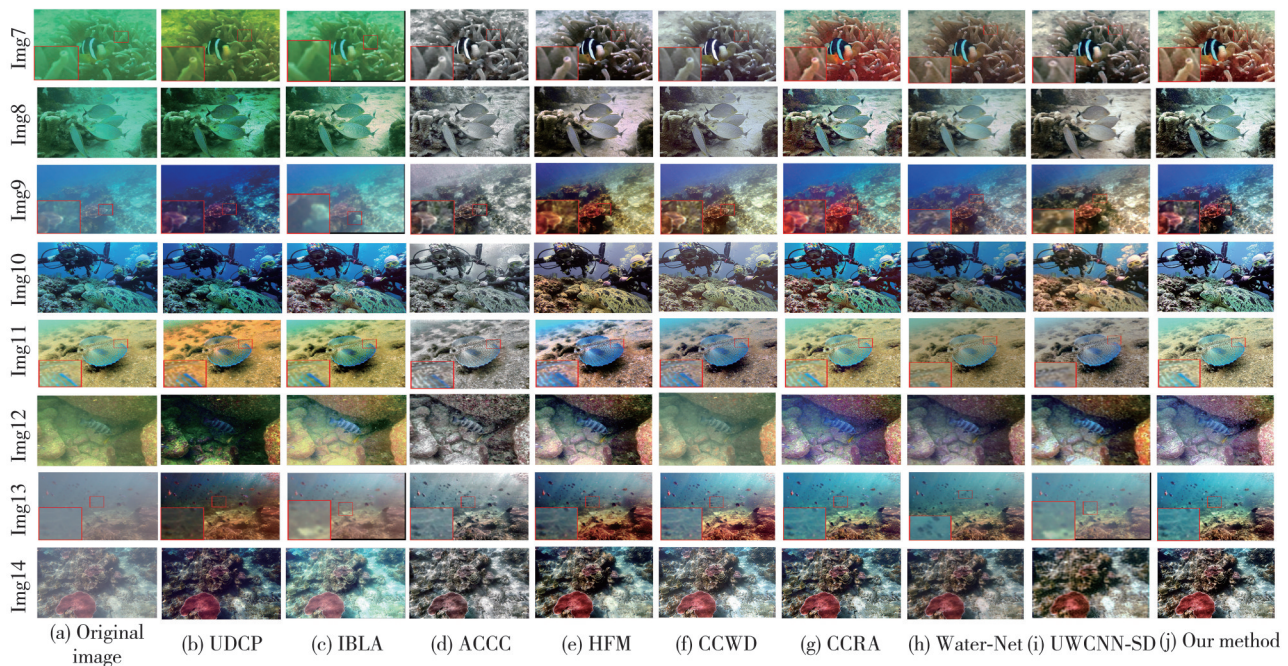 Img7
Img8
Img9
Img10
Img11
Img12
Img13
Img14
(a) Original image
(b) UDCP
(c) IBLA
(d) ACCC
(e) HFM
(f) CCWD
(g) CCRA
(h) Water-Net
(i) UWCNN-SD
(j) Our method